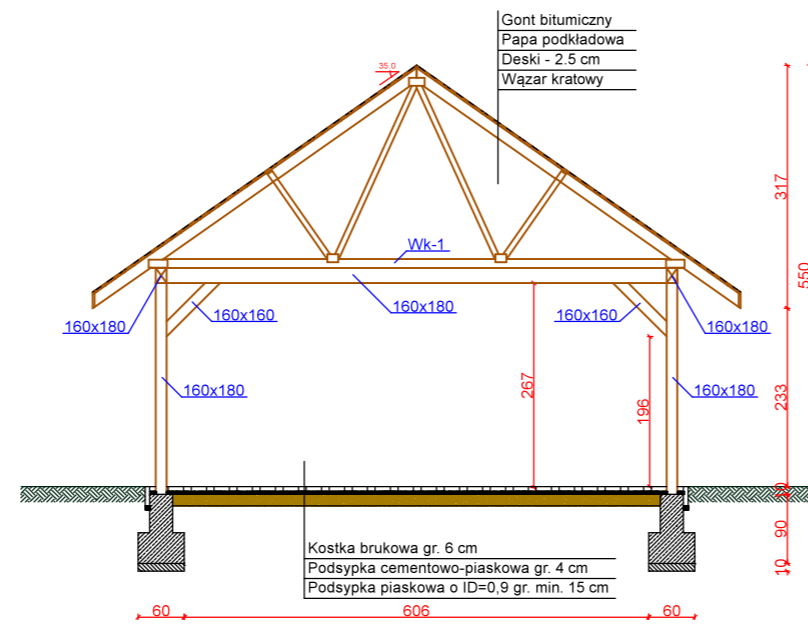 Gont bitumiczny
Papa podkładowa
Deski - 2.5 cm
Wązar kratowy
35.0
317
550
Wk-1
160x180
160x160
160x180
160x160
160x180
160x180
160x180
267
196
233
10
90
10
Kostka brukowa gr. 6 cm
Podsypka cementowo-piaskowa gr. 4 cm
Podsypka piaskowa o ID=0,9 gr. min. 15 cm
60
606
60